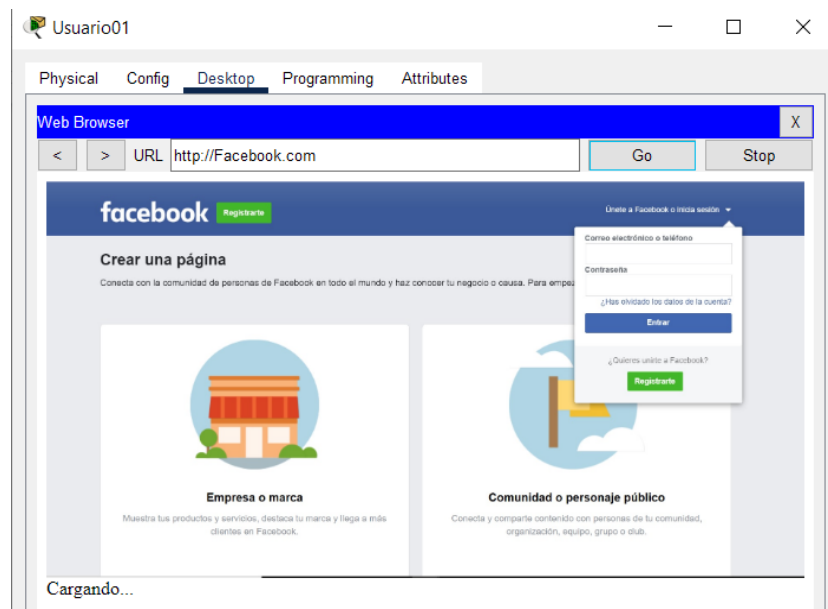 Usuario01
Physical Config Desktop Programming Attributes
Web Browser X
< > URL http://Facebook.com Go Stop
facebook Registrarte Únete a Facebook o inicia sesión
Correo electrónico o teléfono
Crear una página
Contraseña
Conecta con la comunidad de personas de Facebook en todo el mundo y haz conocer tu negocio o causa. Para empez
¿Has olvidado los datos de la cuenta?
Entrar
¿Quieres unirte a Facebook?
Registrarte
Empresa o marca
Muestra tus productos y servicios, destaca tu marca y llega a más
clientes en Facebook.
Comunidad o personaje público
Conecta y comparte contenido con personas de tu comunidad,
organización, equipo, grupo o club.
Cargando...